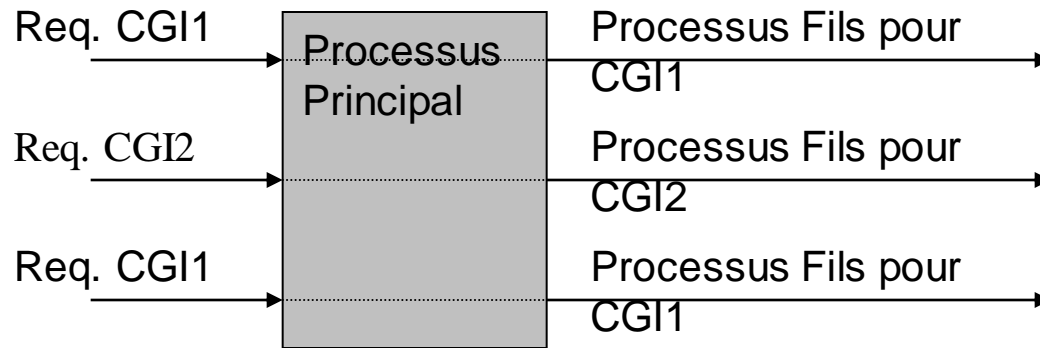 Req. CGI1
Processus
Principal
Processus Fils pour
CGI1
Req. CGI2
Processus Fils pour
CGI2
Req. CGI1
Processus Fils pour
CGI1